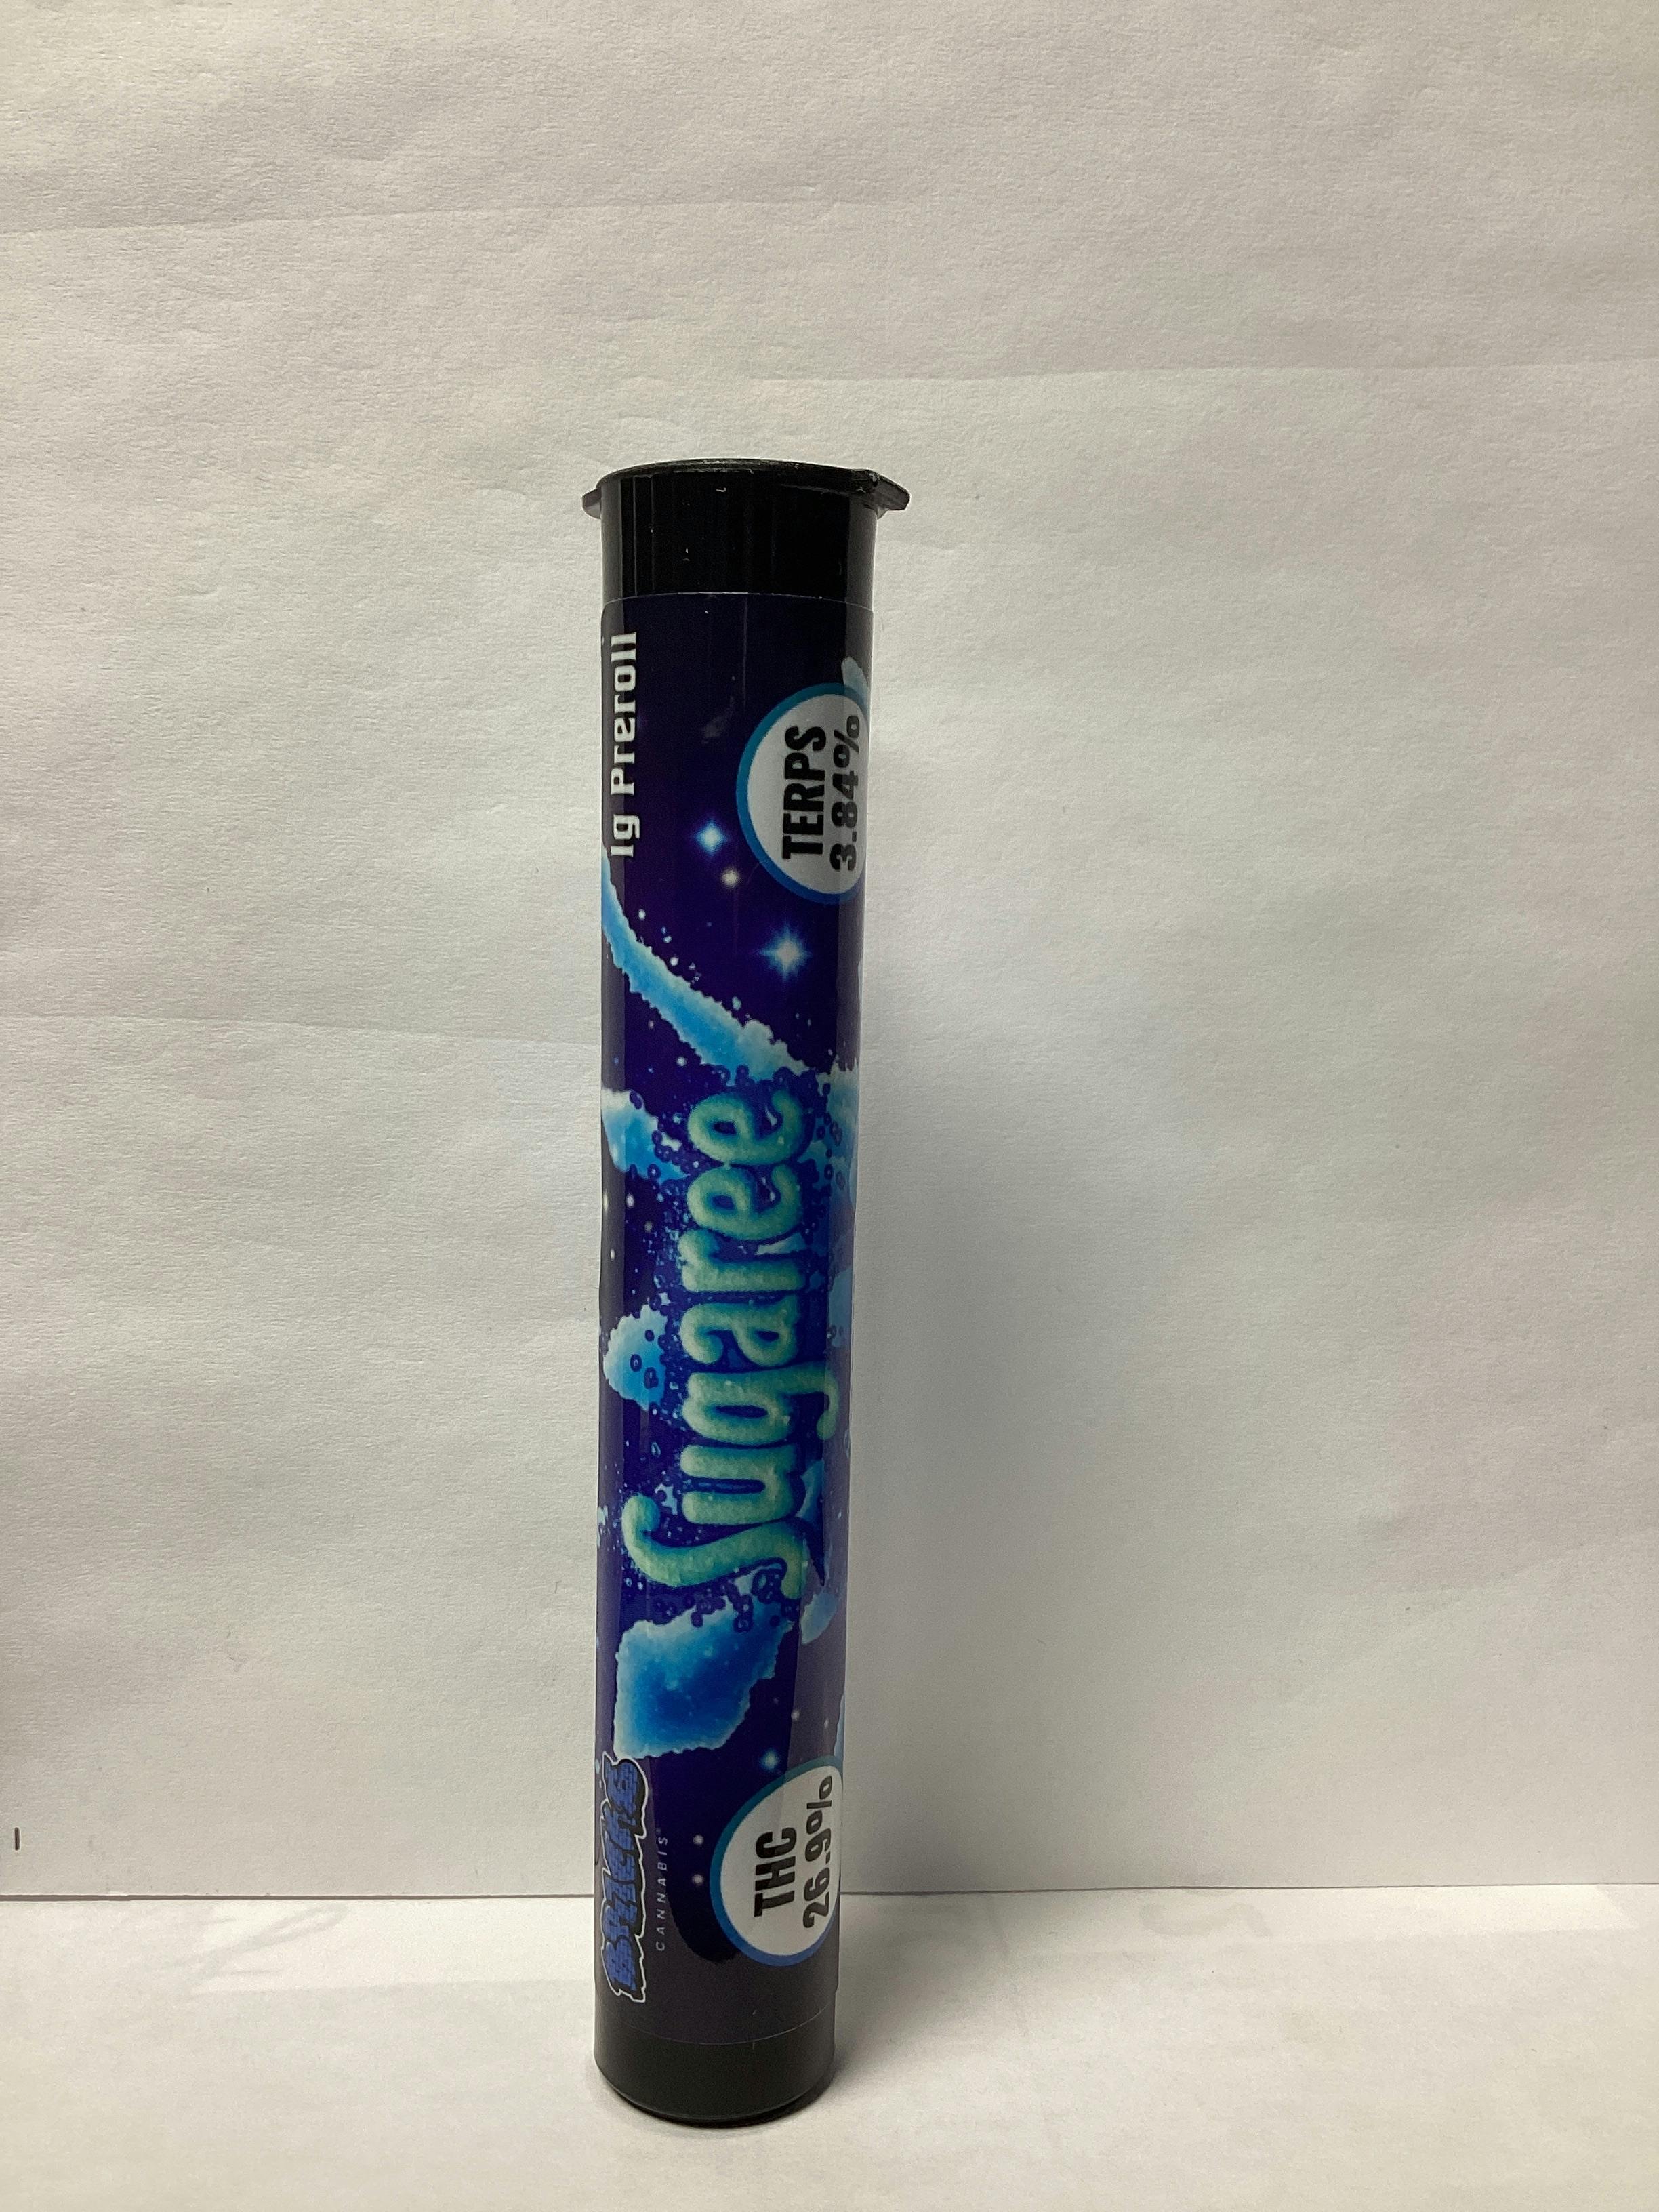 1g Preroll
TERPS
3.84%
Sugaree
CANNABIS
THC
26.9%